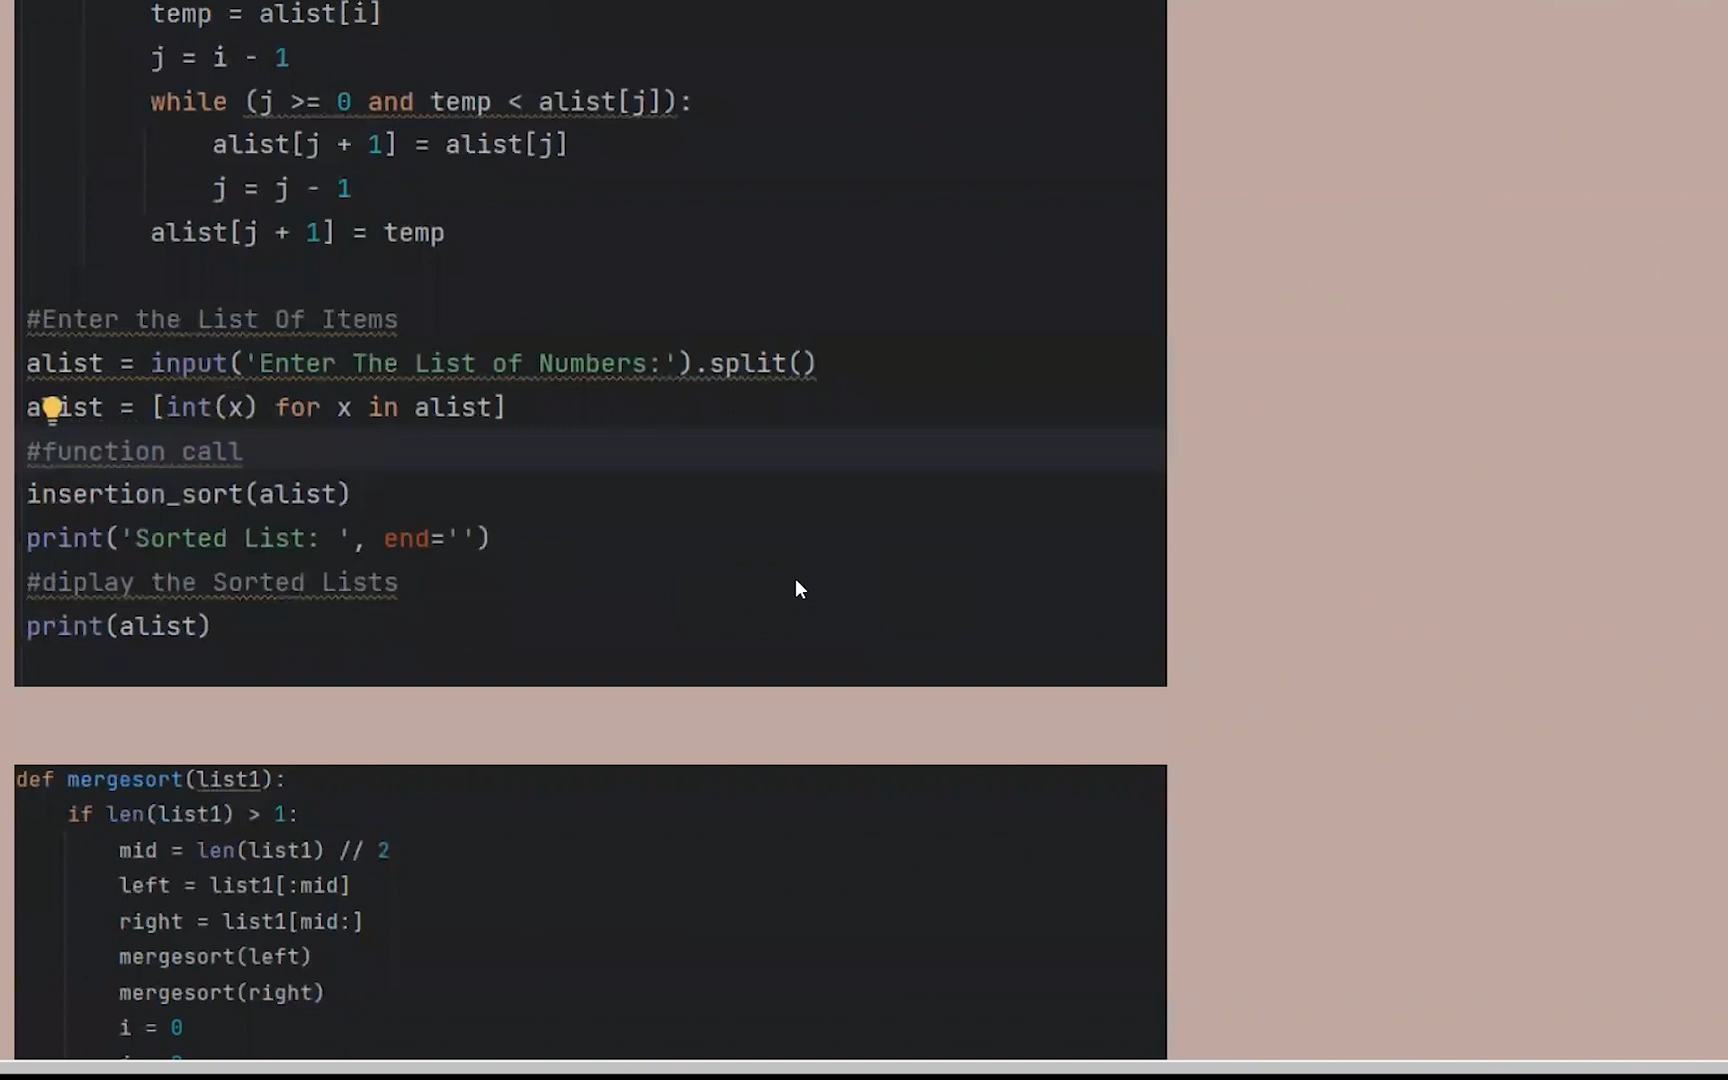 temp = alist[i]
j = i - 1
while (j >= 0 and temp < alist[j]):
alist[j + 1] = alist[j]
j = j - 1
alist[j + 1] = temp
#Enter the List Of Items
alist = input('Enter The List of Numbers:').split()
alist = [int(x) for x in alist]
#function call
insertion_sort(alist)
print('Sorted List: ', end='')
#diplay the Sorted Lists
print(alist)
def mergesort(list1):
if len(list1) > 1:
mid = len(list1) // 2
left = list1[:mid]
right = list1[mid:]
mergesort(left)
mergesort(right)
i = 0